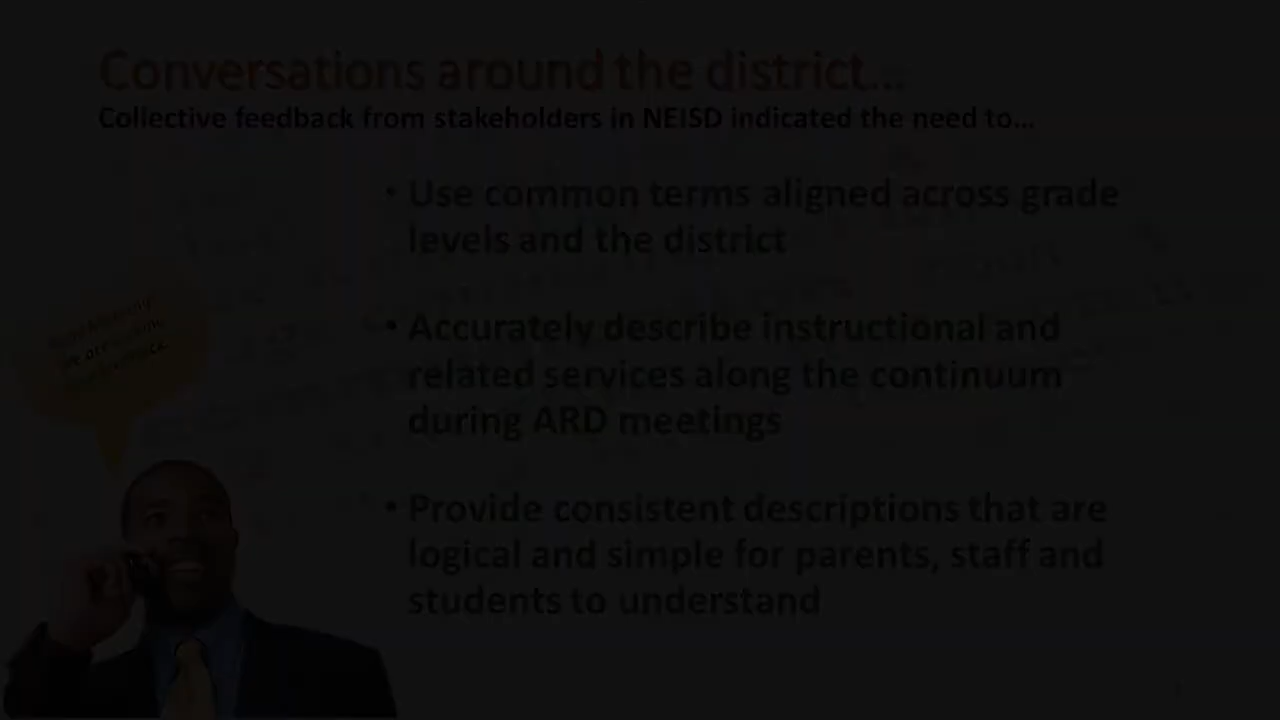 Conversations around the district...
Collective feedback from stakeholders in NEISD indicated the need to...
• Use common terms aligned across grade
levels and the district
• Accurately describe instructional and
related services along the continuum
during ARD meetings
• Provide consistent descriptions that are
logical and simple for parents, staff and
students to understand
we are